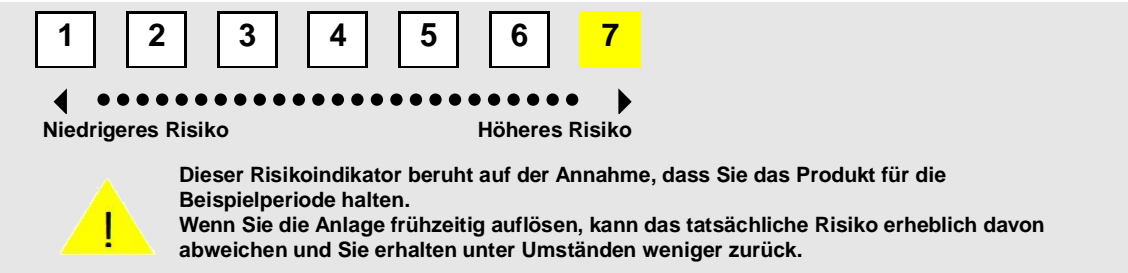 1 2 3 4 5 6 7
Niedrigeres Risiko Höheres Risiko
!
Dieser Risikoindikator beruht auf der Annahme, dass Sie das Produkt für die
Beispielperiode halten.
Wenn Sie die Anlage frühzeitig auflösen, kann das tatsächliche Risiko erheblich davon
abweichen und Sie erhalten unter Umständen weniger zurück.